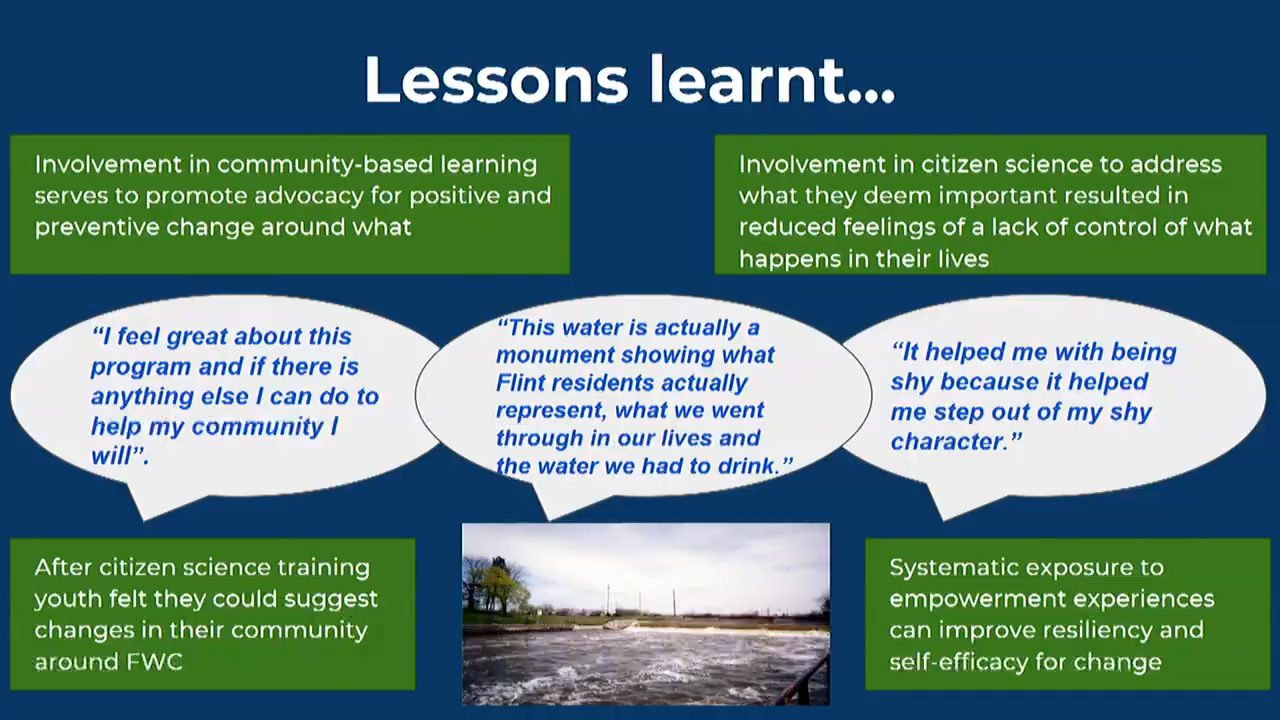 Lessons learnt...
Involvement in community-based learning
serves to promote advocacy for positive and
preventive change around what
Involvement in citizen science to address
what they deem important resulted in
reduced feelings of a lack of control of what
happens in their lives
“I feel great about this
program and if there is
anything else I can do to
help my community I
will”.
“This water is actually a
monument showing what
Flint residents actually
represent, what we went
through in our lives and
the water we had to drink.”
“It helped me with being
shy because it helped
me step out of my shy
character.”
After citizen science training
youth felt they could suggest
changes in their community
around FWC
Systematic exposure to
empowerment experiences
can improve resiliency and
self-efficacy for change